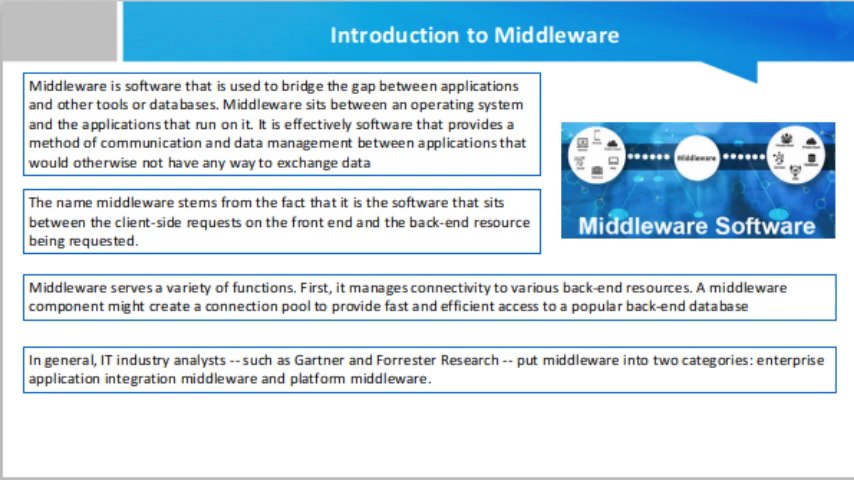 Introduction to Middleware
Middleware is software that is used to bridge the gap between applications
and other tools or databases. Middleware sits between an operating system
and the applications that run on it. It is effectively software that provides a
method of communication and data management between applications that
would otherwise not have any way to exchange data
The name middleware stems from the fact that it is the software that sits
between the client-side requests on the front end and the back-end resource
being requested.
Middleware
Middleware Software
Middleware serves a variety of functions. First, it manages connectivity to various back-end resources. A middleware
component might create a connection pool to provide fast and efficient access to a popular back-end database
In general, IT industry analysts -- such as Gartner and Forrester Research -- put middleware into two categories: enterprise
application integration middleware and platform middleware.